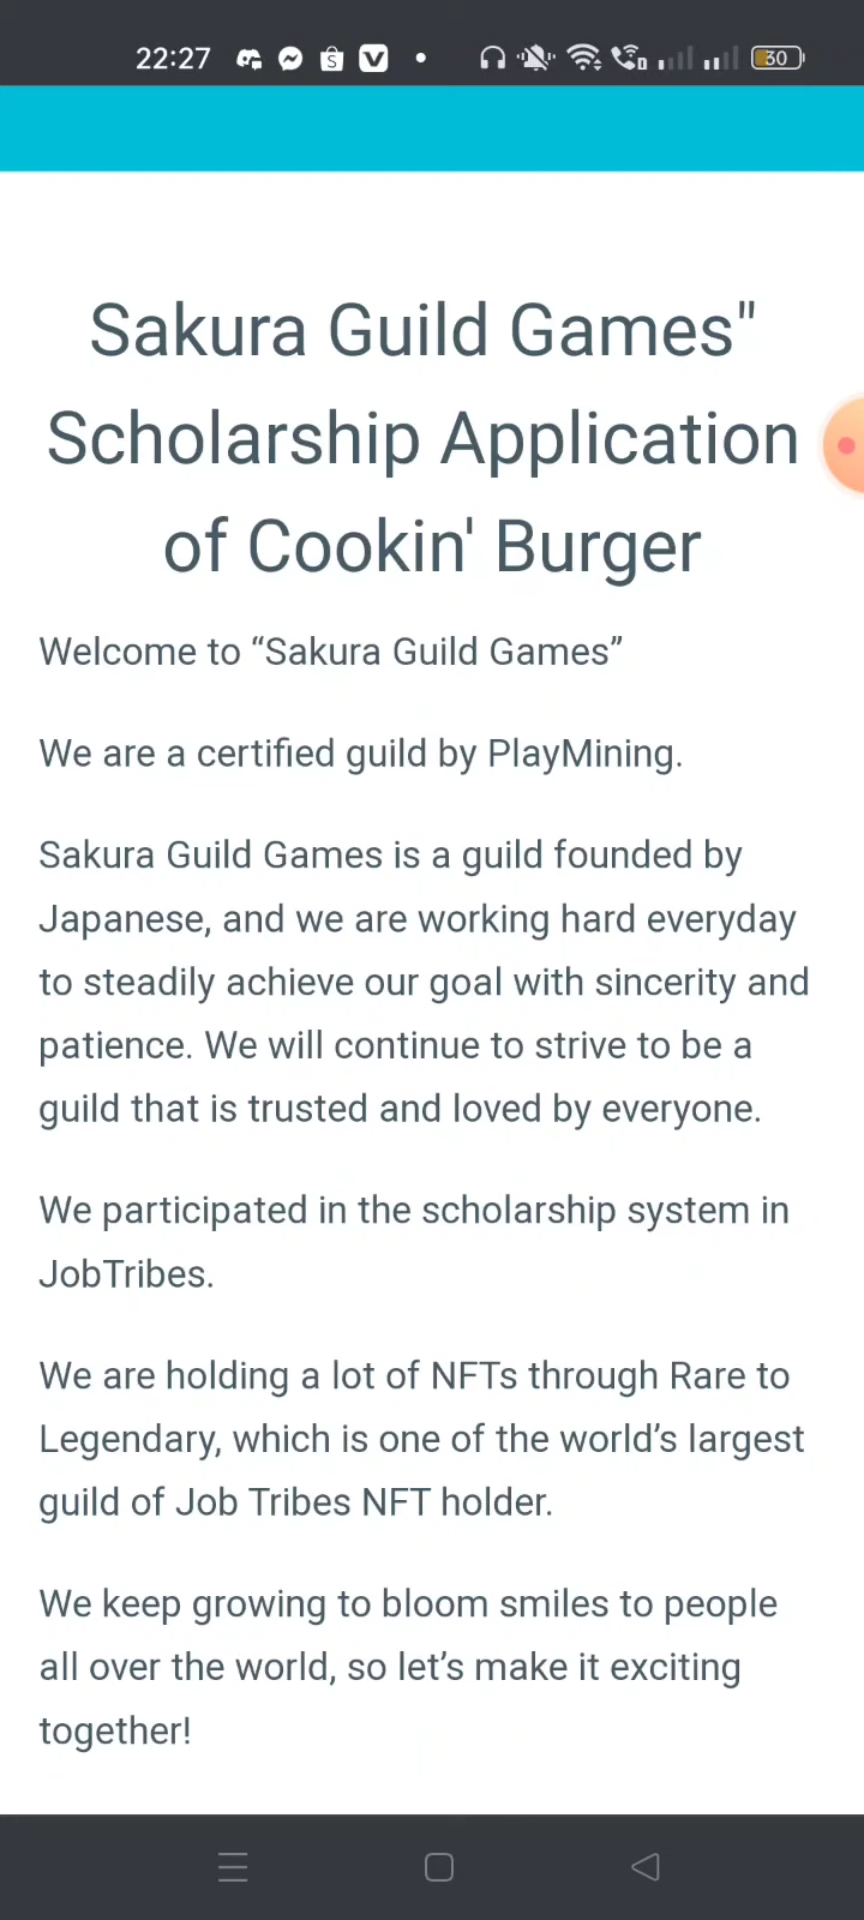 22:27
30
Sakura Guild Games"
Scholarship Application
of Cookin' Burger
Welcome to “Sakura Guild Games”
We are a certified guild by PlayMining.
Sakura Guild Games is a guild founded by
Japanese, and we are working hard everyday
to steadily achieve our goal with sincerity and
patience. We will continue to strive to be a
guild that is trusted and loved by everyone.
We participated in the scholarship system in
JobTribes.
We are holding a lot of NFTs through Rare to
Legendary, which is one of the world’s largest
guild of Job Tribes NFT holder.
We keep growing to bloom smiles to people
all over the world, so let’s make it exciting
together!